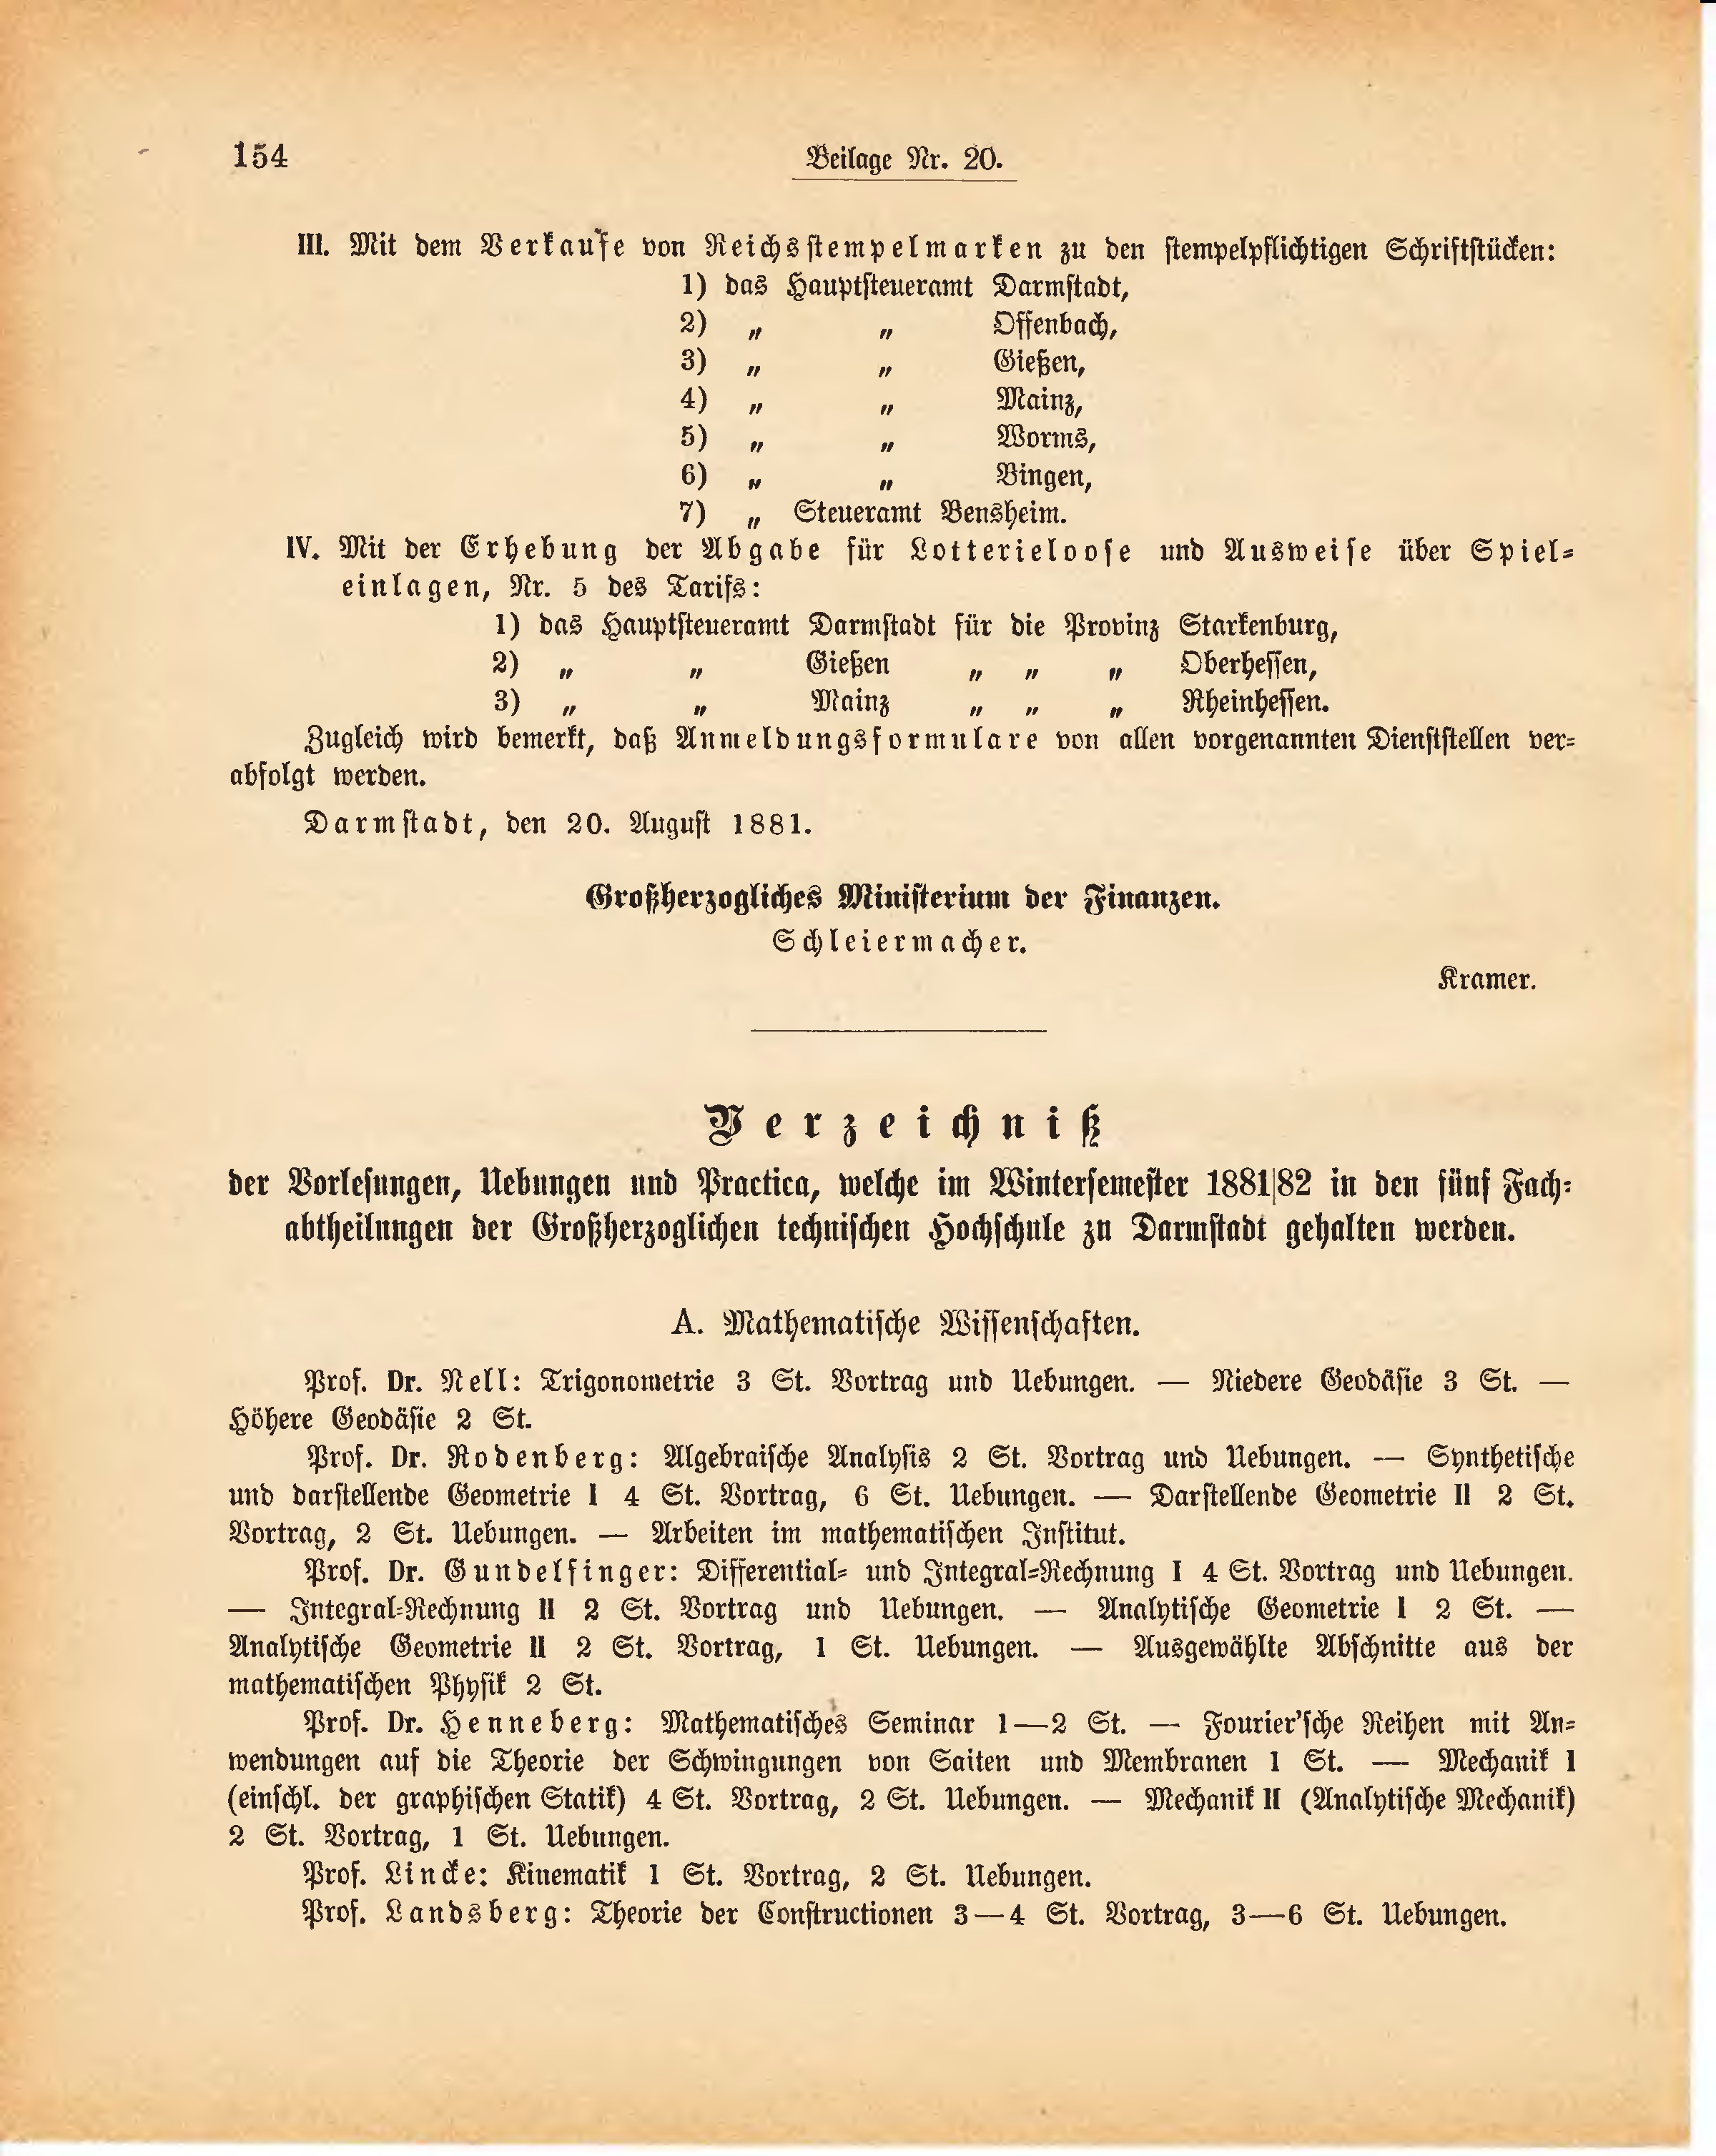 154
Beilage Nr. 20.
III. Mit dem Verkaufe von Reichsstempelmarken zu den stempelpflichtigen Schriftstücken:
1) das Hauptsteueramt Darmstadt,
2) „ „ Offenbach,
3) „ „ Gießen,
4) „ „ Mainz,
5) „ „ Worms,
6) „ „ Bingen,
7) „ Steueramt Bensheim.
IV. Mit der Erhebung der Abgabe für Lotterieloose und Ausweise über Spiel-
einlagen, Nr. 5 des Tarifs:
1) das Hauptsteueramt Darmstadt für die Provinz Starkenburg,
2) „ „ Gießen „ „ „ Oberhessen,
3) „ „ Mainz „ „ „ Rheinhessen.
Zugleich wird bemerkt, daß Anmeldungsformulare von allen vorgenannten Dienststellen ver-
abfolgt werden.
Darmstadt, den 20. August 1881.
Großherzogliches Ministerium der Finanzen.
Schleiermacher.
Kramer.
Verzeichniß
der Vorlesungen, Uebungen und Practica, welche im Wintersemester 1881|82 in den fünf Fach-
abtheilungen der Großherzoglichen technischen Hochschule zu Darmstadt gehalten werden.
A. Mathematische Wissenschaften.
Prof. Dr. Nell: Trigonometrie 3 St. Vortrag und Uebungen. — Niedere Geodäsie 3 St. —
Höhere Geodäsie 2 St.
Prof. Dr. Rodenberg: Algebraische Analysis 2 St. Vortrag und Uebungen. — Synthetische
und darstellende Geometrie I 4 St. Vortrag, 6 St. Uebungen. — Darstellende Geometrie II 2 St.
Vortrag, 2 St. Uebungen. — Arbeiten im mathematischen Institut.
Prof. Dr. Gundelfinger: Differential- und Integral-Rechnung I 4 St. Vortrag und Uebungen.
— Integral-Rechnung II 2 St. Vortrag und Uebungen. — Analytische Geometrie I 2 St. —
Analytische Geometrie II 2 St. Vortrag, 1 St. Uebungen. — Ausgewählte Abschnitte aus der
mathematischen Physik 2 St.
Prof. Dr. Henneberg: Mathematisches Seminar 1—2 St. — Fourier'sche Reihen mit An-
wendungen auf die Theorie der Schwingungen von Saiten und Membranen 1 St. — Mechanik I
(einschl. der graphischen Statik) 4 St. Vortrag, 2 St. Uebungen. — Mechanik II (Analytische Mechanik)
2 St. Vortrag, 1 St. Uebungen.
Prof. Lincke: Kinematik 1 St. Vortrag, 2 St. Uebungen.
Prof. Landsberg: Theorie der Constructionen 3—4 St. Vortrag, 3—6 St. Uebungen.